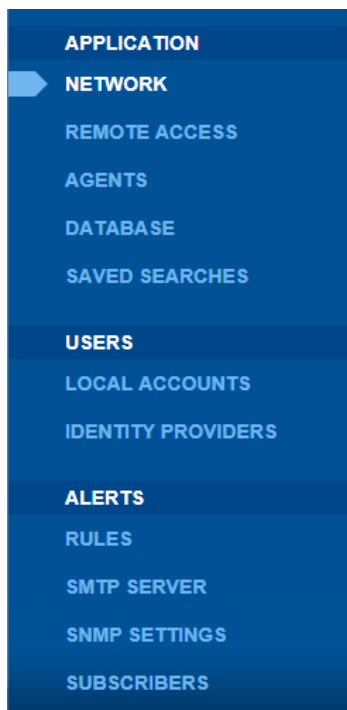 APPLICATION
NETWORK
REMOTE ACCESS
AGENTS
DATABASE
SAVED SEARCHES
USERS
LOCAL ACCOUNTS
IDENTITY PROVIDERS
ALERTS
RULES
SMTP SERVER
SNMP SETTINGS
SUBSCRIBERS